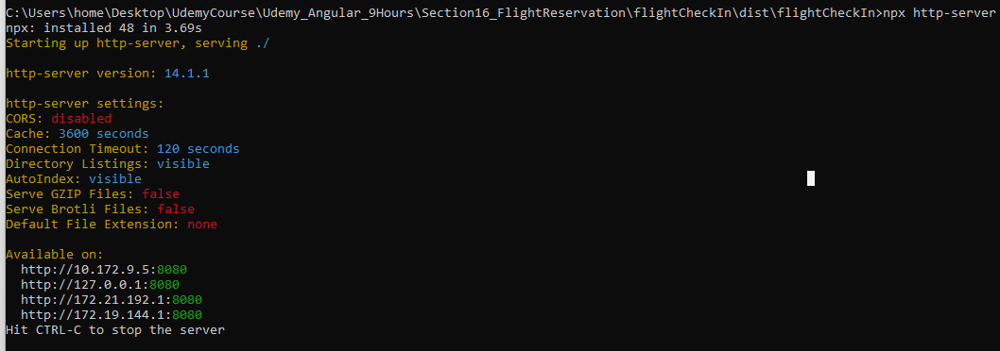 C:\Users\home\Desktop\UdemyCourse\Udemy_Angular_9Hours\Section16_FlightReservation\flightCheckIn\dist\flightCheckIn>npx http-server
npx: installed 48 in 3.69s
Starting up http-server, serving ./
http-server version: 14.1.1
http-server settings:
CORS: disabled
Cache: 3600 seconds
Connection Timeout: 120 seconds
Directory Listings: visible
AutoIndex: visible
Serve GZIP Files: false
Serve Brotli Files: false
Default File Extension: none
Available on:
http://10.172.9.5:8080
http://127.0.0.1:8080
http://172.21.192.1:8080
http://172.19.144.1:8080
Hit CTRL-C to stop the server